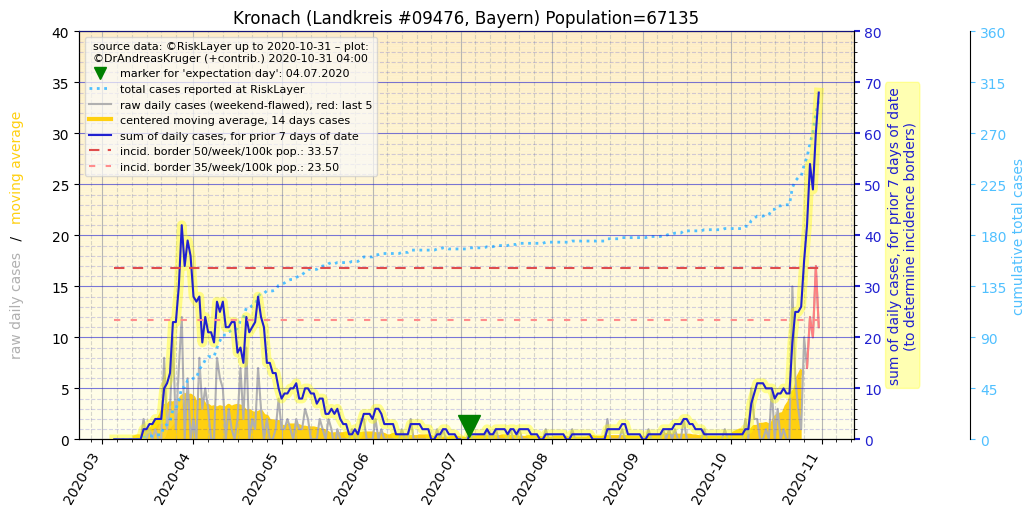 Kronach (Landkreis #09476, Bayern) Population=67135
source data: ©RiskLayer up to 2020-10-31 – plot:
©DrAndreasKruger (+contrib.) 2020-10-31 04:00
marker for 'expectation day': 04.07.2020
total cases reported at RiskLayer
raw daily cases (weekend-flawed), red: last 5
centered moving average, 14 days cases
sum of daily cases, for prior 7 days of date
incid. border 50/week/100k pop.: 33.57
incid. border 35/week/100k pop.: 23.50
raw daily cases / moving average
40
35
30
25
20
15
10
5
0
2020-03
2020-04
2020-05
2020-06
2020-07
2020-08
2020-09
2020-10
2020-11
80
70
60
50
40
30
20
10
0
sum of daily cases, for prior 7 days of date
(to determine incidence borders)
360
315
270
225
180
135
90
45
0
cumulative total cases